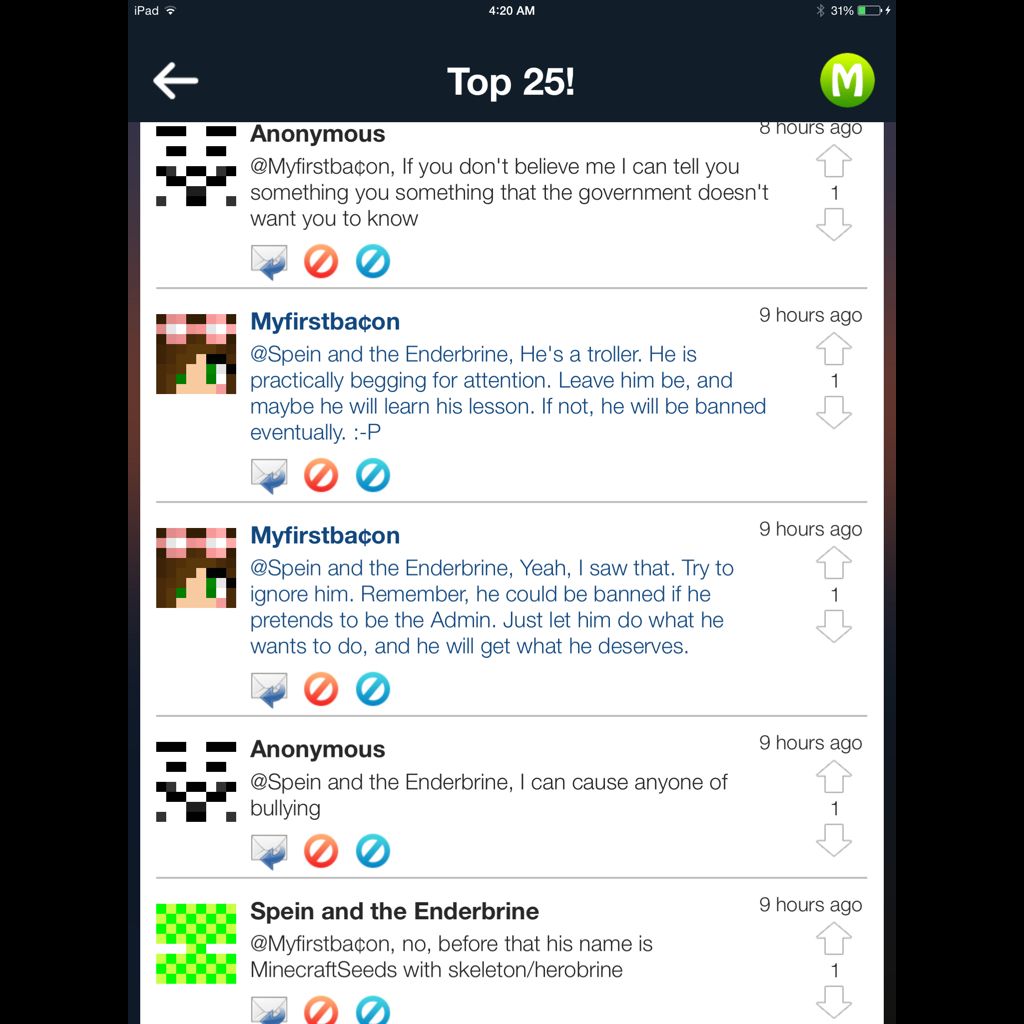 iPad 4:20 AM 31%
Top 25! M
Anonymous 8 hours ago
@Myfirstba¢on, If you don't believe me I can tell you
something you something that the government doesn't
want you to know
1
Myfirstba¢on 9 hours ago
@Spein and the Enderbrine, He's a troller. He is
practically begging for attention. Leave him be, and
maybe he will learn his lesson. If not, he will be banned
eventually. :-P
1
Myfirstba¢on 9 hours ago
@Spein and the Enderbrine, Yeah, I saw that. Try to
ignore him. Remember, he could be banned if he
pretends to be the Admin. Just let him do what he
wants to do, and he will get what he deserves.
1
Anonymous 9 hours ago
@Spein and the Enderbrine, I can cause anyone of
bullying
1
Spein and the Enderbrine 9 hours ago
@Myfirstba¢on, no, before that his name is
MinecraftSeeds with skeleton/herobrine
1